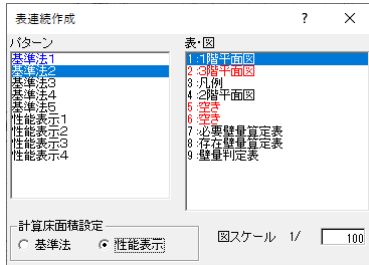 表連続作成 ? ×
パターン
基準法1
基準法2
基準法3
基準法4
基準法5
性能表示1
性能表示2
性能表示3
性能表示4
表・図
1:1階平面図
2:3階平面図
3:凡例
4:2階平面図
5:空き
6:空き
7:必要壁量算定表
8:存在壁量算定表
9:壁量判定表
計算床面積設定
基準法 性能表示
図スケール 1/ 100